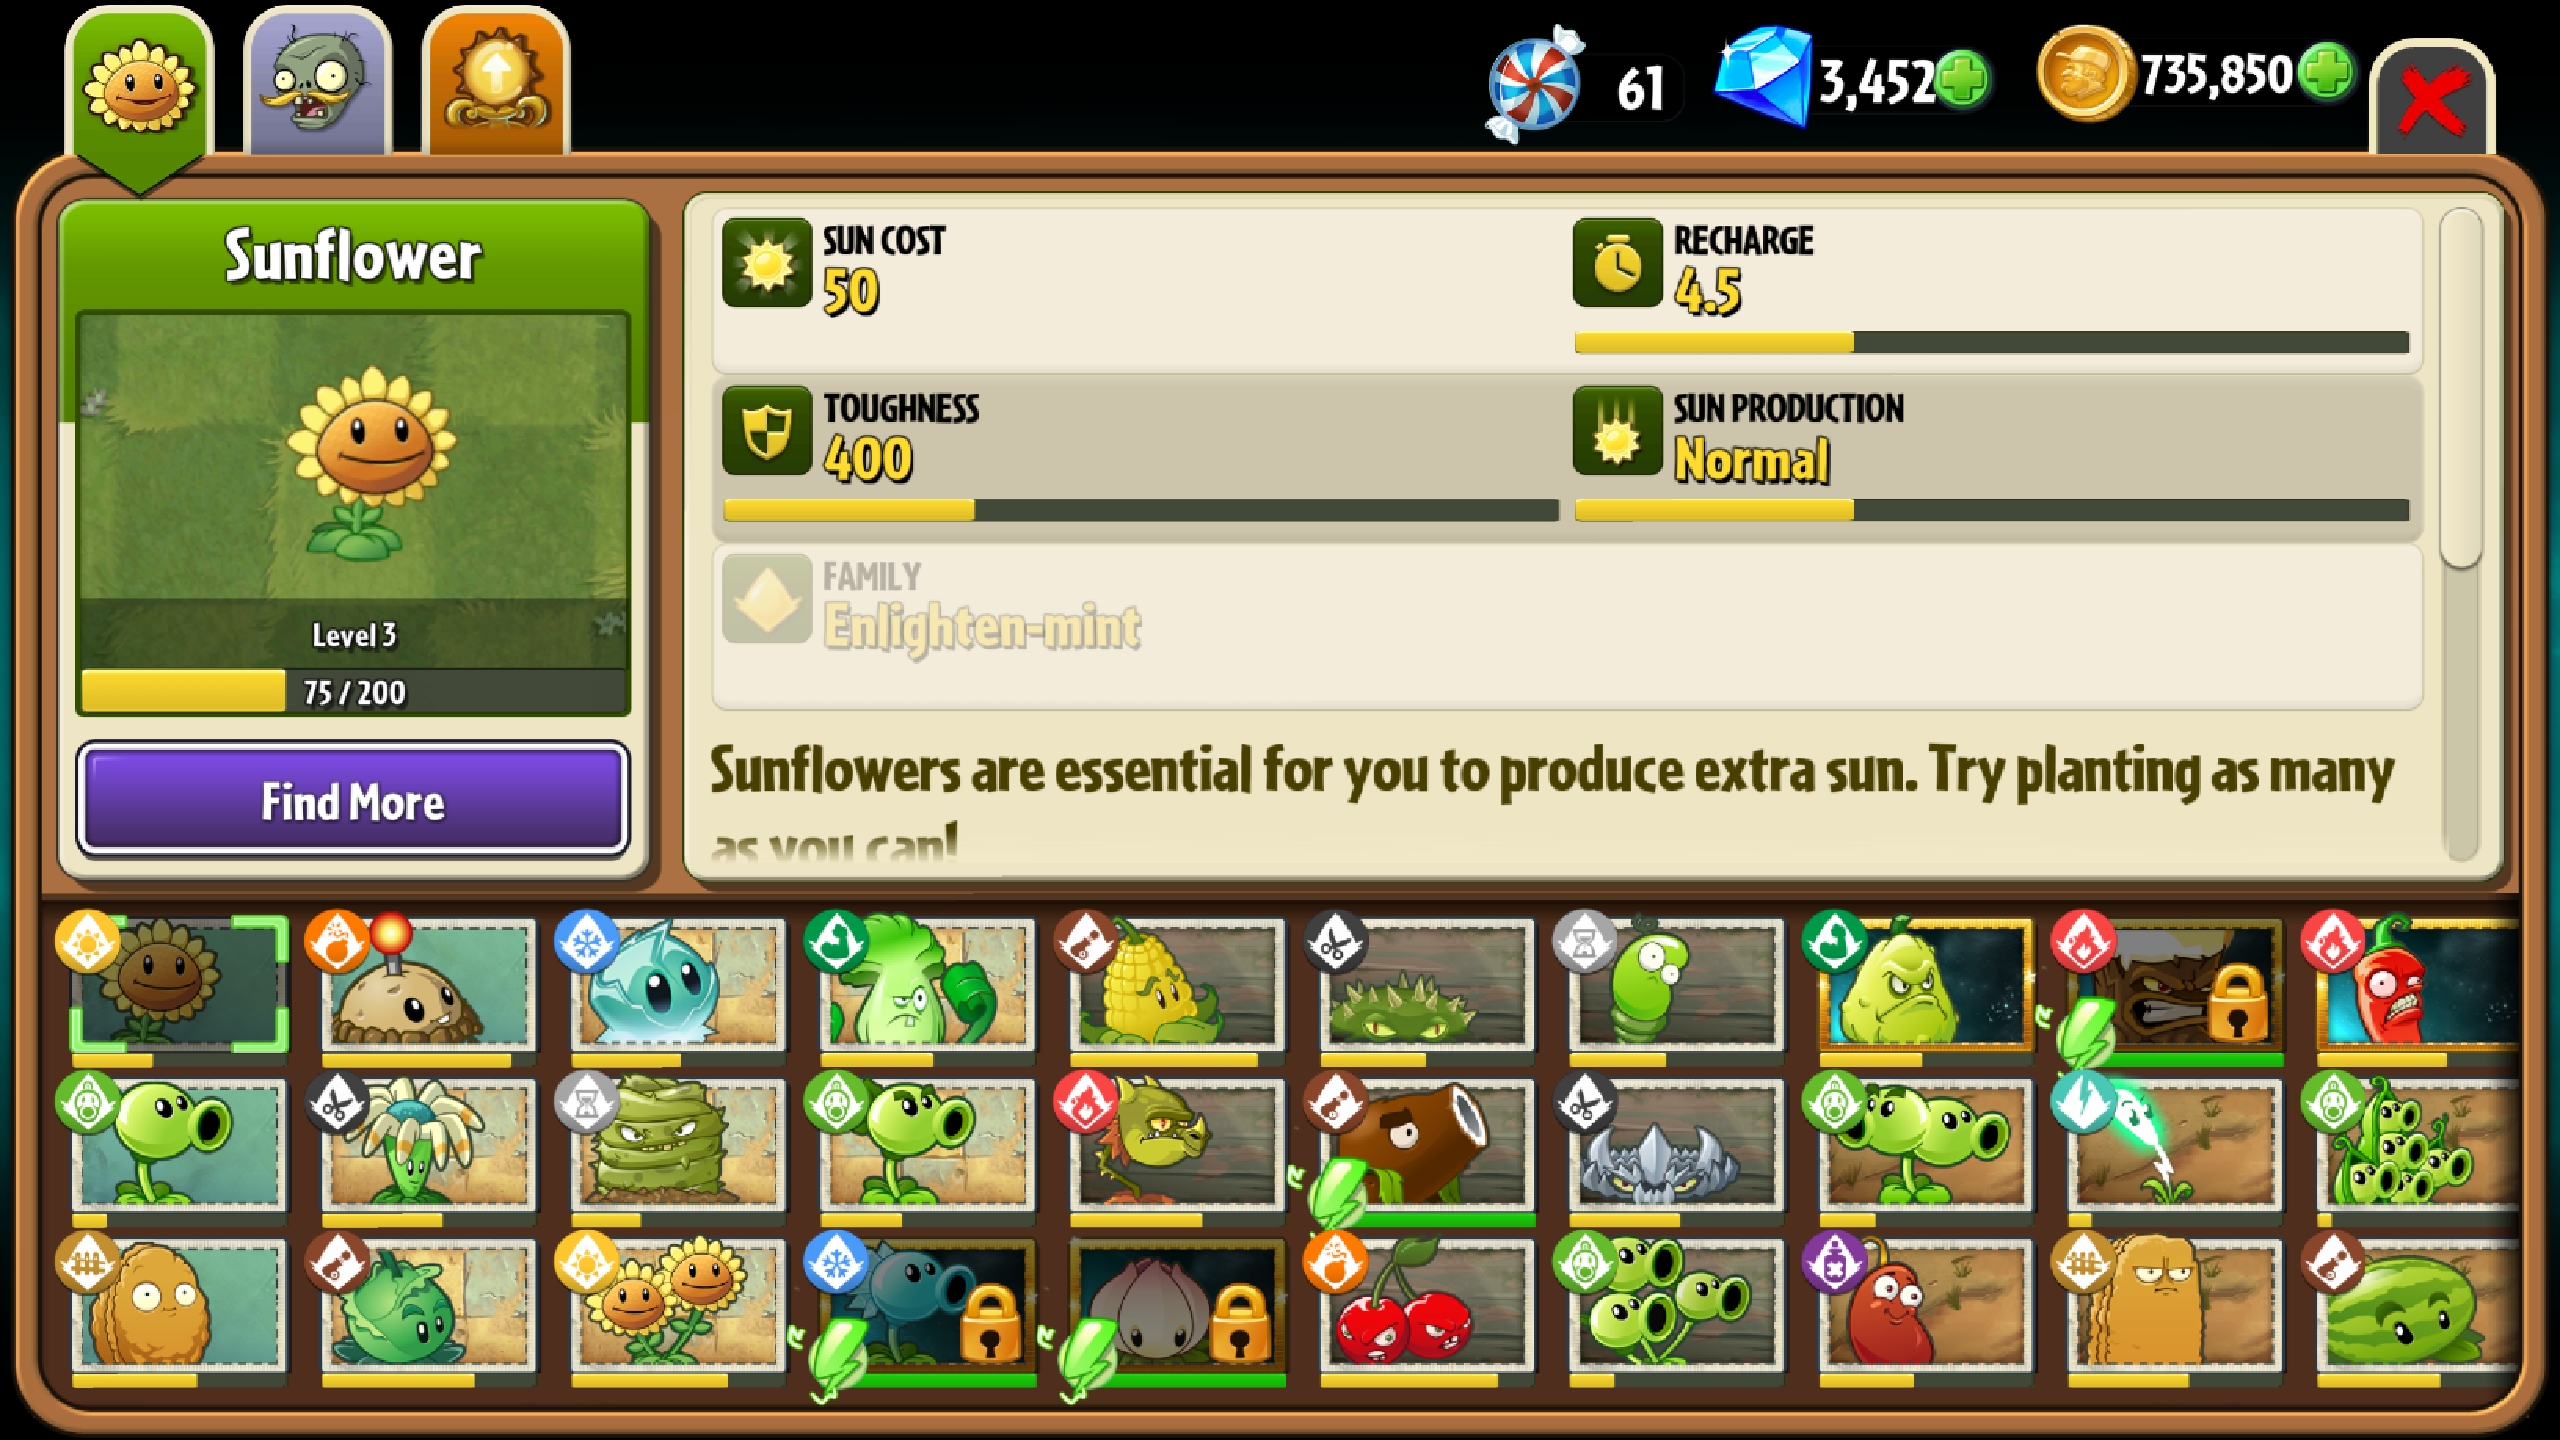 61
3,452
735,850
Sunflower
SUN COST
50
RECHARGE
4.5
TOUGHNESS
400
SUN PRODUCTION
Normal
FAMILY
Enlighten-mint
Level 3
75 / 200
Find More
Sunflowers are essential for you to produce extra sun. Try planting as many
as you can!